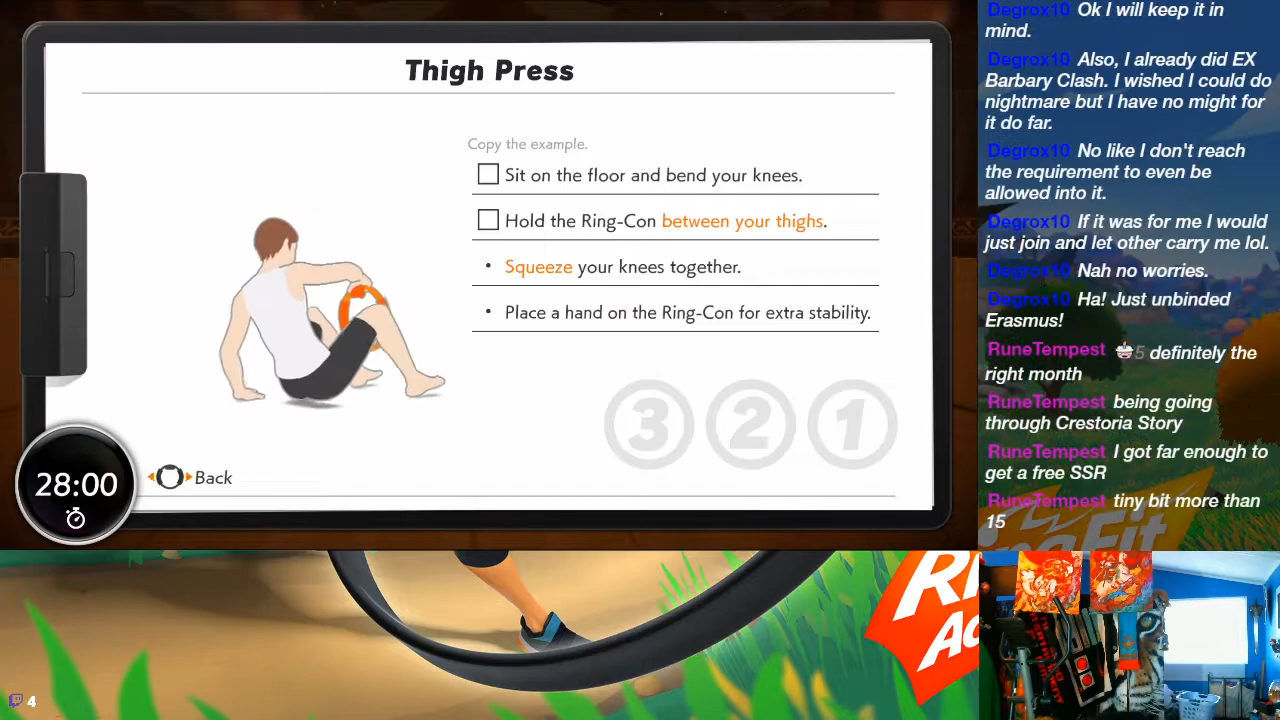 Thigh Press
Copy the example.
Sit on the floor and bend your knees.
Hold the Ring-Con between your thighs.
• Squeeze your knees together.
• Place a hand on the Ring-Con for extra stability.
3 2 1
28:00
Back
4
Degrox10 Ok I will keep it in
mind.
Degrox10 Also, I already did EX
Barbary Clash. I wished I could do
nightmare but I have no might for
it do far.
Degrox10 No like I don't reach
the requirement to even be
allowed into it.
Degrox10 If it was for me I would
just join and let other carry me lol.
Degrox10 Nah no worries.
Degrox10 Ha! Just unbinded
Erasmus!
RuneTempest 5 definitely the
right month
RuneTempest being going
through Crestoria Story
RuneTempest I got far enough to
get a free SSR
RuneTempest tiny bit more than
15